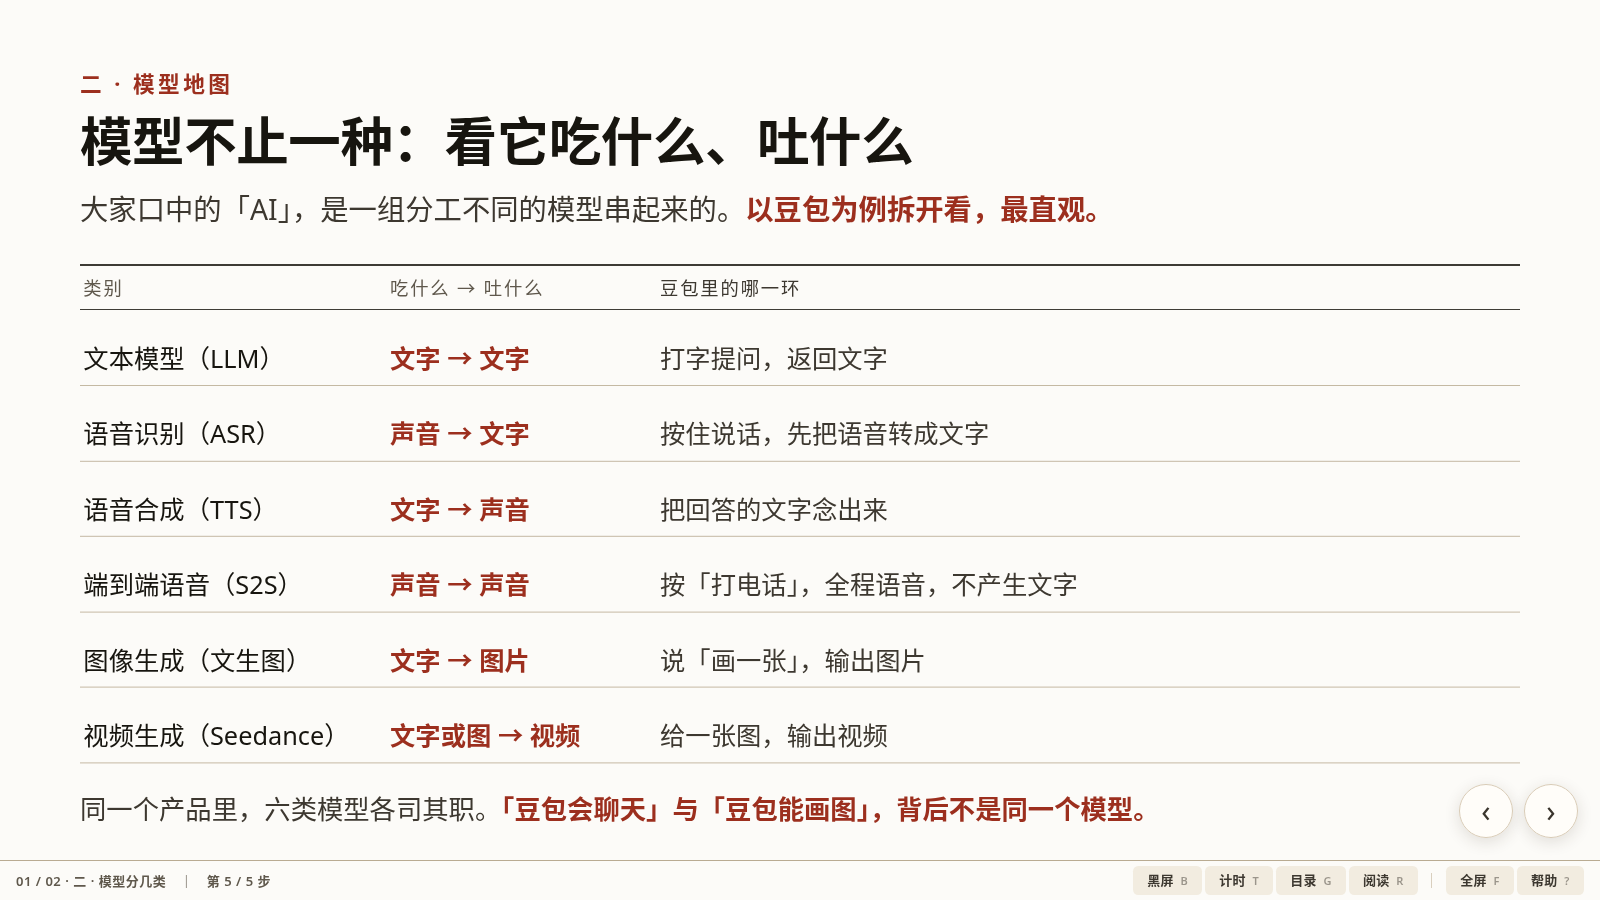 二 · 模型地图
模型不止一种：看它吃什么、吐什么
大家口中的「AI」，是一组分工不同的模型串起来的。以豆包为例拆开看，最直观。
类别 吃什么 → 吐什么 豆包里的哪一环
文本模型（LLM） 文字 → 文字 打字提问，返回文字
语音识别（ASR） 声音 → 文字 按住说话，先把语音转成文字
语音合成（TTS） 文字 → 声音 把回答的文字念出来
端到端语音（S2S） 声音 → 声音 按「打电话」，全程语音，不产生文字
图像生成（文生图） 文字 → 图片 说「画一张」，输出图片
视频生成（Seedance） 文字或图 → 视频 给一张图，输出视频
同一个产品里，六类模型各司其职。「豆包会聊天」与「豆包能画图」，背后不是同一个模型。
‹ ›
01 / 02 · 二 · 模型分几类 | 第 5 / 5 步 黑屏 B 计时 T 目录 G 阅读 R | 全屏 F 帮助 ?